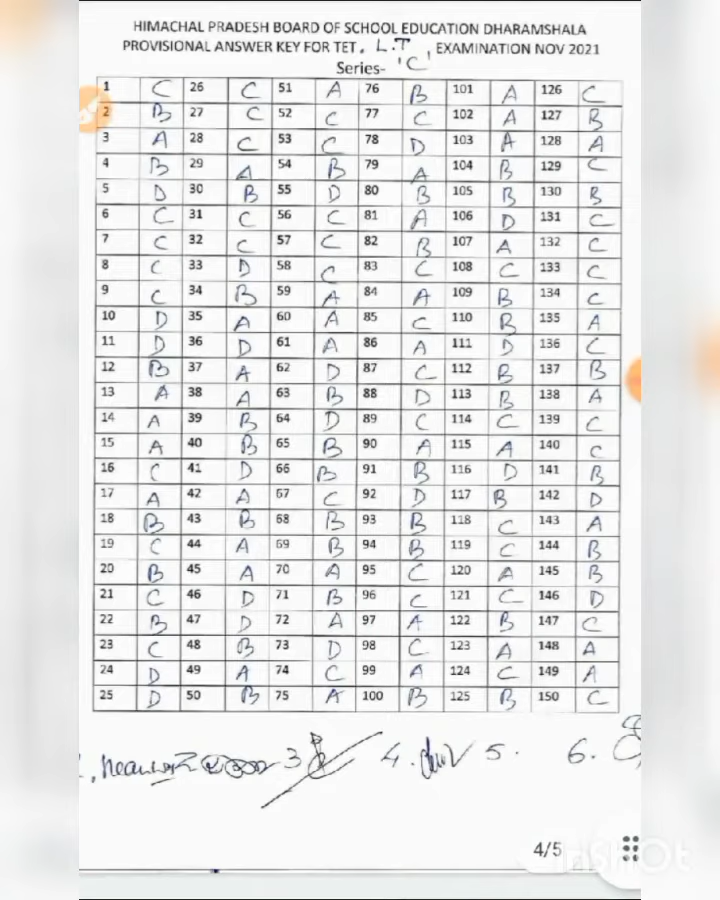 HIMACHAL PRADESH BOARD OF SCHOOL EDUCATION DHARAMSHALA
PROVISIONAL ANSWER KEY FOR TET, L.T, EXAMINATION NOV 2021
Series- 'C'
1 C 26 C 51 A 76 B 101 A 126 C
2 B 27 C 52 C 77 C 102 A 127 B
3 A 28 C 53 C 78 D 103 A 128 A
4 B 29 A 54 B 79 A 104 B 129 C
5 D 30 B 55 D 80 B 105 B 130 B
6 C 31 C 56 C 81 A 106 D 131 C
7 C 32 C 57 C 82 B 107 A 132 C
8 C 33 D 58 C 83 C 108 C 133 C
9 C 34 B 59 A 84 A 109 B 134 C
10 D 35 A 60 A 85 C 110 B 135 A
11 D 36 D 61 A 86 A 111 D 136 C
12 B 37 A 62 D 87 C 112 B 137 B
13 A 38 A 63 B 88 D 113 B 138 A
14 A 39 B 64 D 89 C 114 C 139 C
15 A 40 B 65 B 90 A 115 A 140 C
16 C 41 D 66 B 91 B 116 D 141 B
17 A 42 A 67 C 92 D 117 B 142 D
18 B 43 B 68 B 93 B 118 C 143 A
19 C 44 A 69 B 94 B 119 C 144 B
20 B 45 A 70 A 95 C 120 A 145 B
21 C 46 D 71 B 96 C 121 C 146 D
22 B 47 D 72 A 97 A 122 B 147 C
23 C 48 B 73 D 98 C 123 A 148 A
24 D 49 A 74 C 99 A 124 C 149 A
25 D 50 B 75 A 100 B 125 B 150 C
3 4. 5. 6.
4/5
inShOt